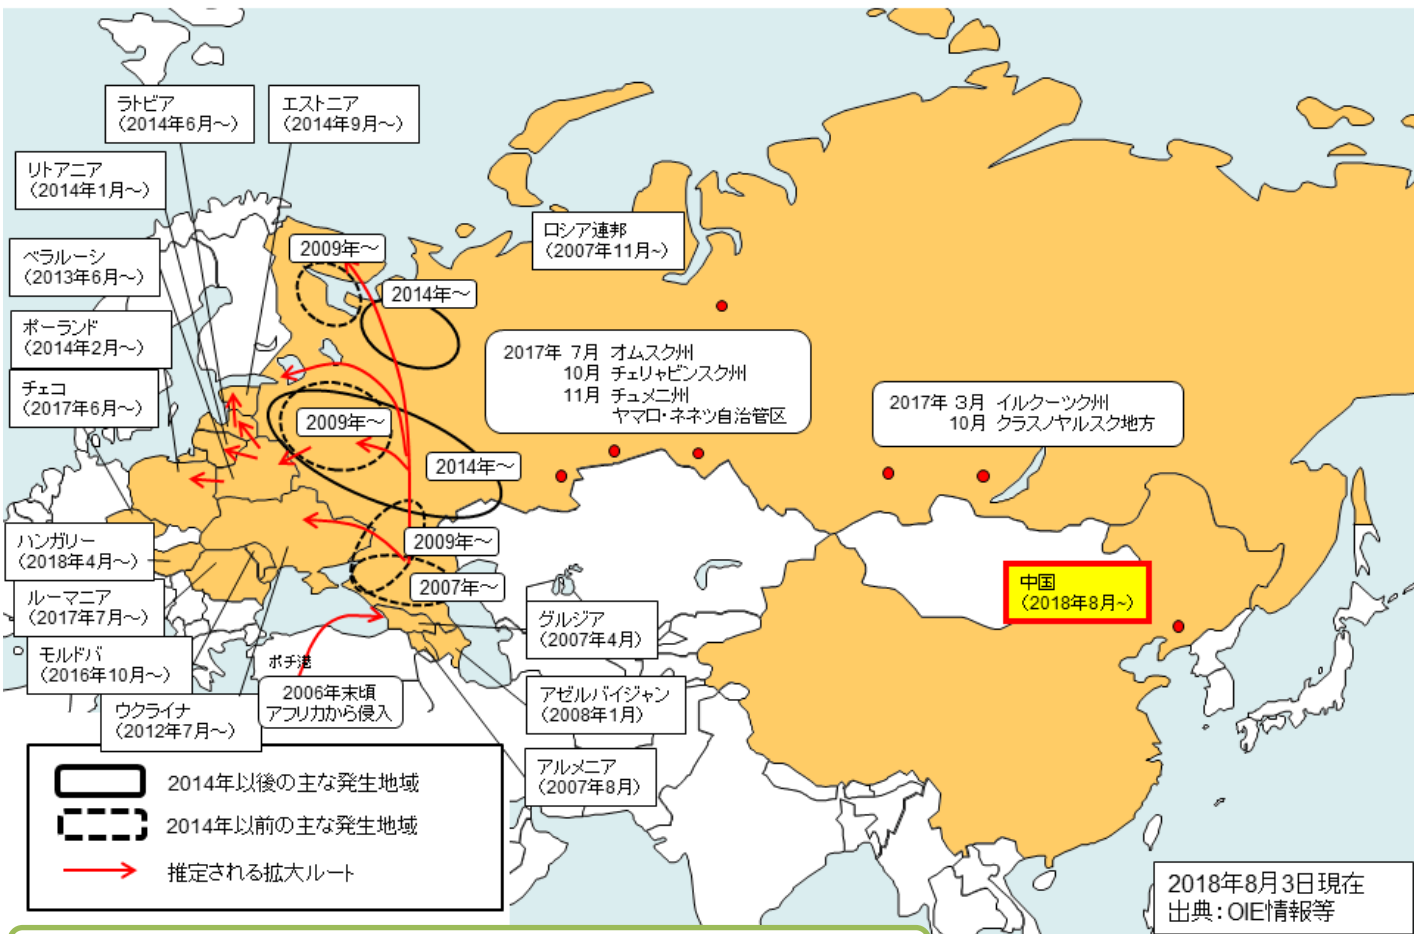 ラトビア
（2014年6月～）
エストニア
（2014年9月～）
リトアニア
（2014年1月～）
ベラルーシ
（2013年6月～）
ポーランド
（2014年2月～）
チェコ
（2017年6月～）
ハンガリー
（2018年4月～）
ルーマニア
（2017年7月～）
モルドバ
（2016年10月～）
ウクライナ
（2012年7月～）
ロシア連邦
（2007年11月~）
2009年～
2014年～
2009年～
2014年～
2009年～
2007年～
2017年 7月 オムスク州
10月 チェリャビンスク州
11月 チュメニ州
ヤマロ・ネネツ自治管区
2017年 3月 イルクーツク州
10月 クラスノヤルスク地方
中国
（2018年8月~）
グルジア
（2007年4月）
アゼルバイジャン
（2008年1月）
アルメニア
（2007年8月）
ポチ港
2006年末頃
アフリカから侵入
2014年以後の主な発生地域
2014年以前の主な発生地域
推定される拡大ルート
2018年8月3日現在
出典：OIE情報等